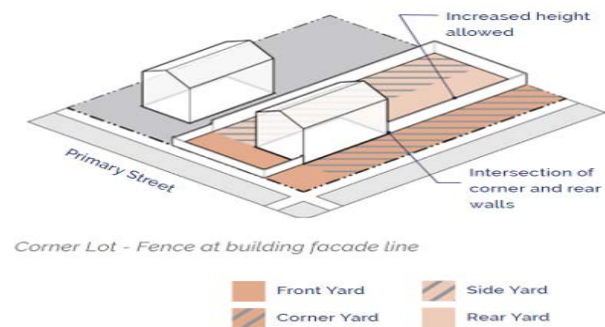 Increased height
allowed
Primary Street
Intersection of
corner and rear
walls
Corner Lot - Fence at building facade line
Front Yard
Side Yard
Corner Yard
Rear Yard